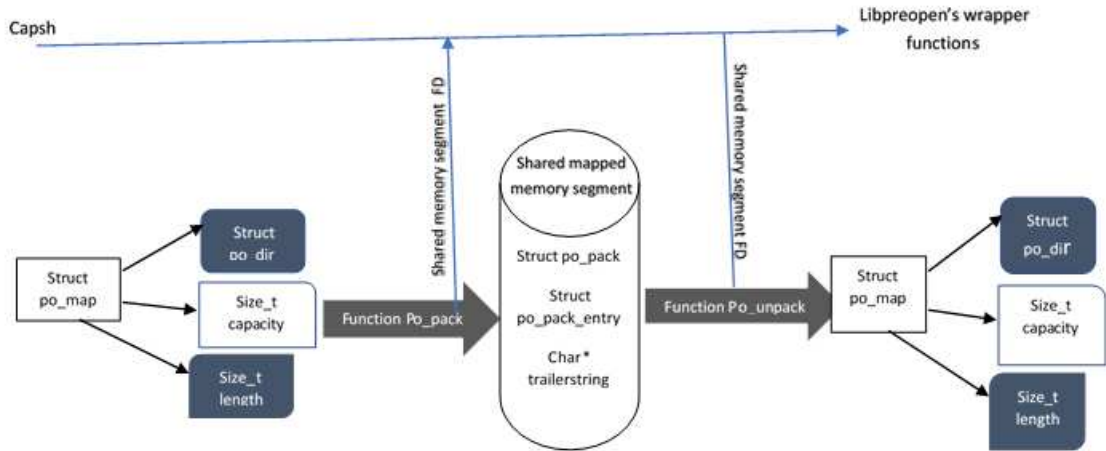 Capsh
Libpreopen's wrapper
functions
Shared memory segment FD
Shared memory segment FD
Shared mapped
memory segment
Struct po_pack
Struct
po_pack_entry
Char*
trailerstring
Struct
po_dir
Struct
po_map
Size_t
capacity
Size_t
length
Function Po_pack
Function Po_unpack
Struct
po_map
Struct
po_dir
Size_t
capacity
Size_t
length